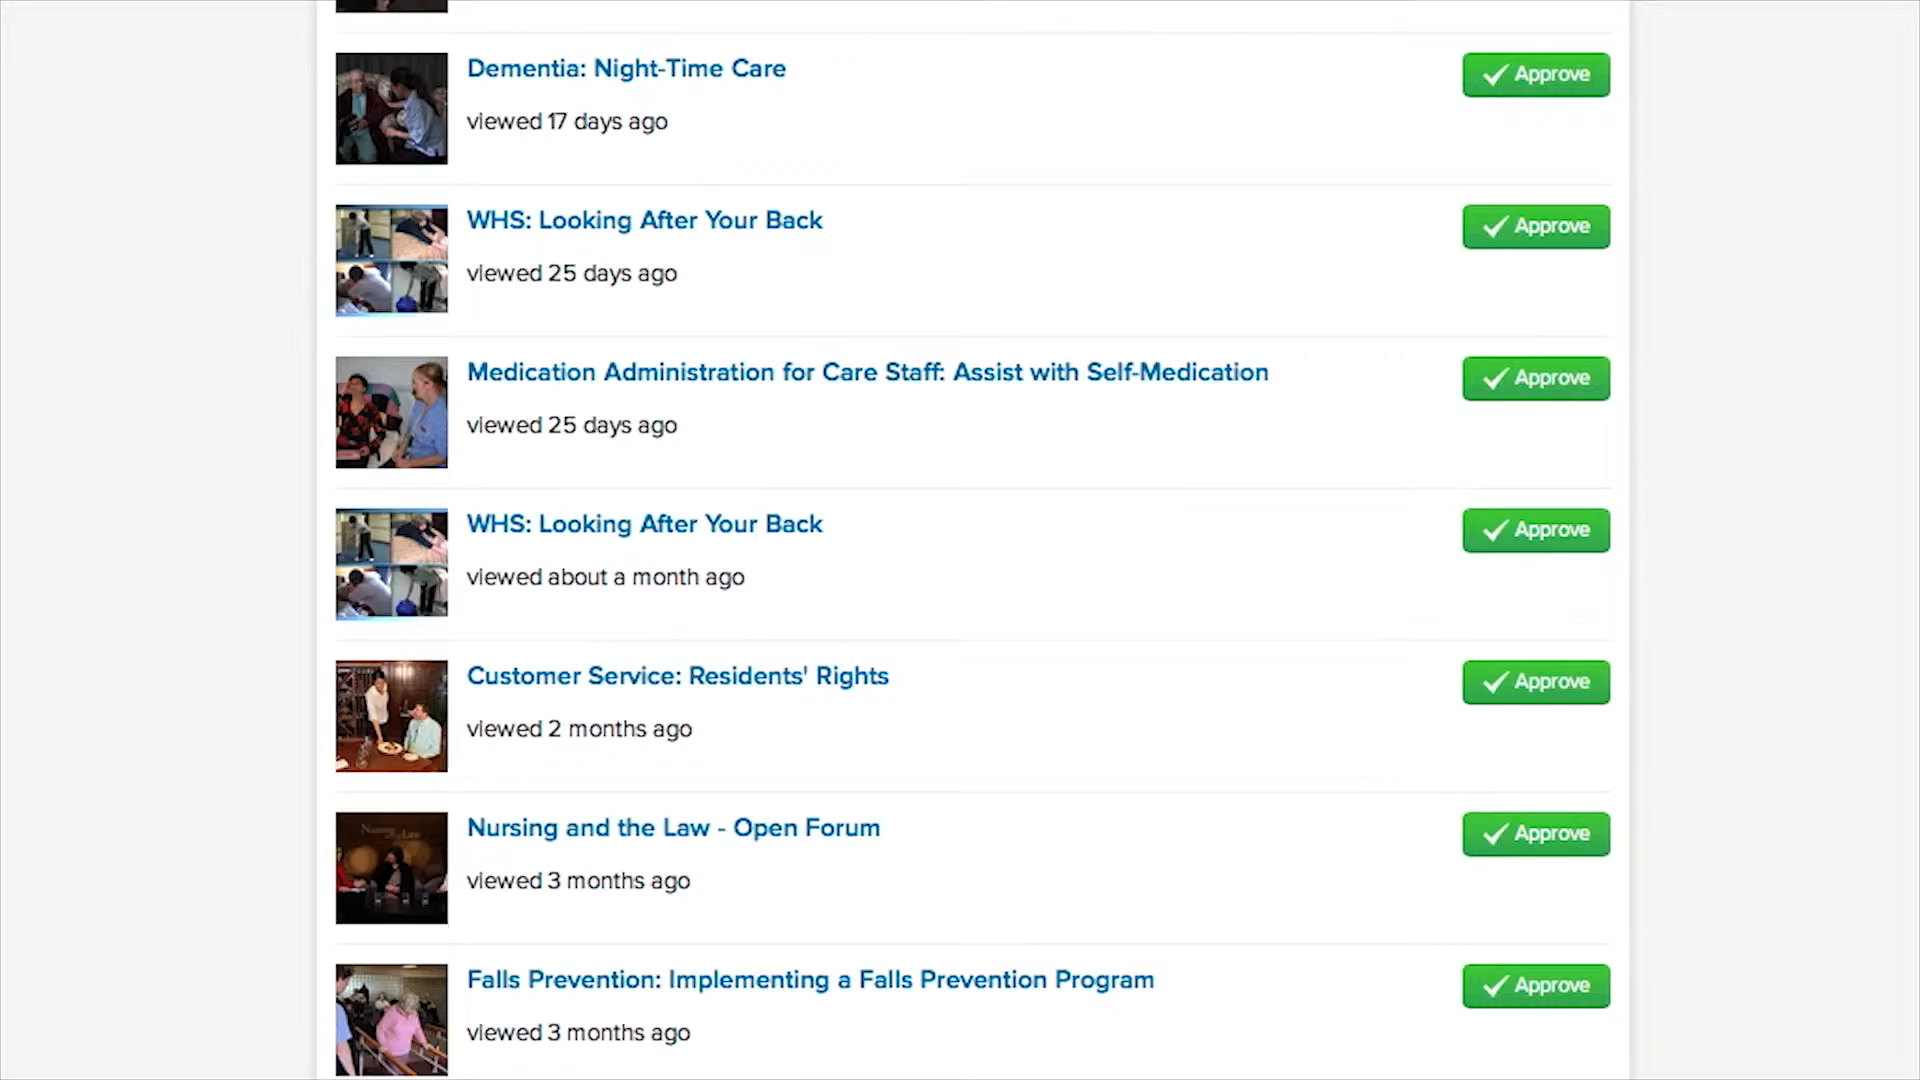 Dementia: Night-Time Care
Approve
viewed 17 days ago
WHS: Looking After Your Back
Approve
viewed 25 days ago
Medication Administration for Care Staff: Assist with Self-Medication
Approve
viewed 25 days ago
WHS: Looking After Your Back
Approve
viewed about a month ago
Customer Service: Residents' Rights
Approve
viewed 2 months ago
Nursing and the Law - Open Forum
Approve
viewed 3 months ago
Falls Prevention: Implementing a Falls Prevention Program
Approve
viewed 3 months ago